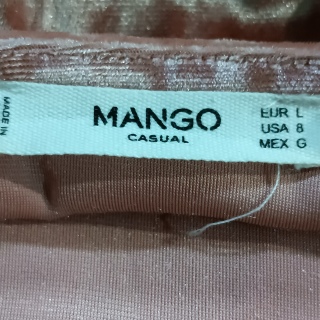 MADE IN
MANGO
CASUAL
EUR L
USA 8
MEX G